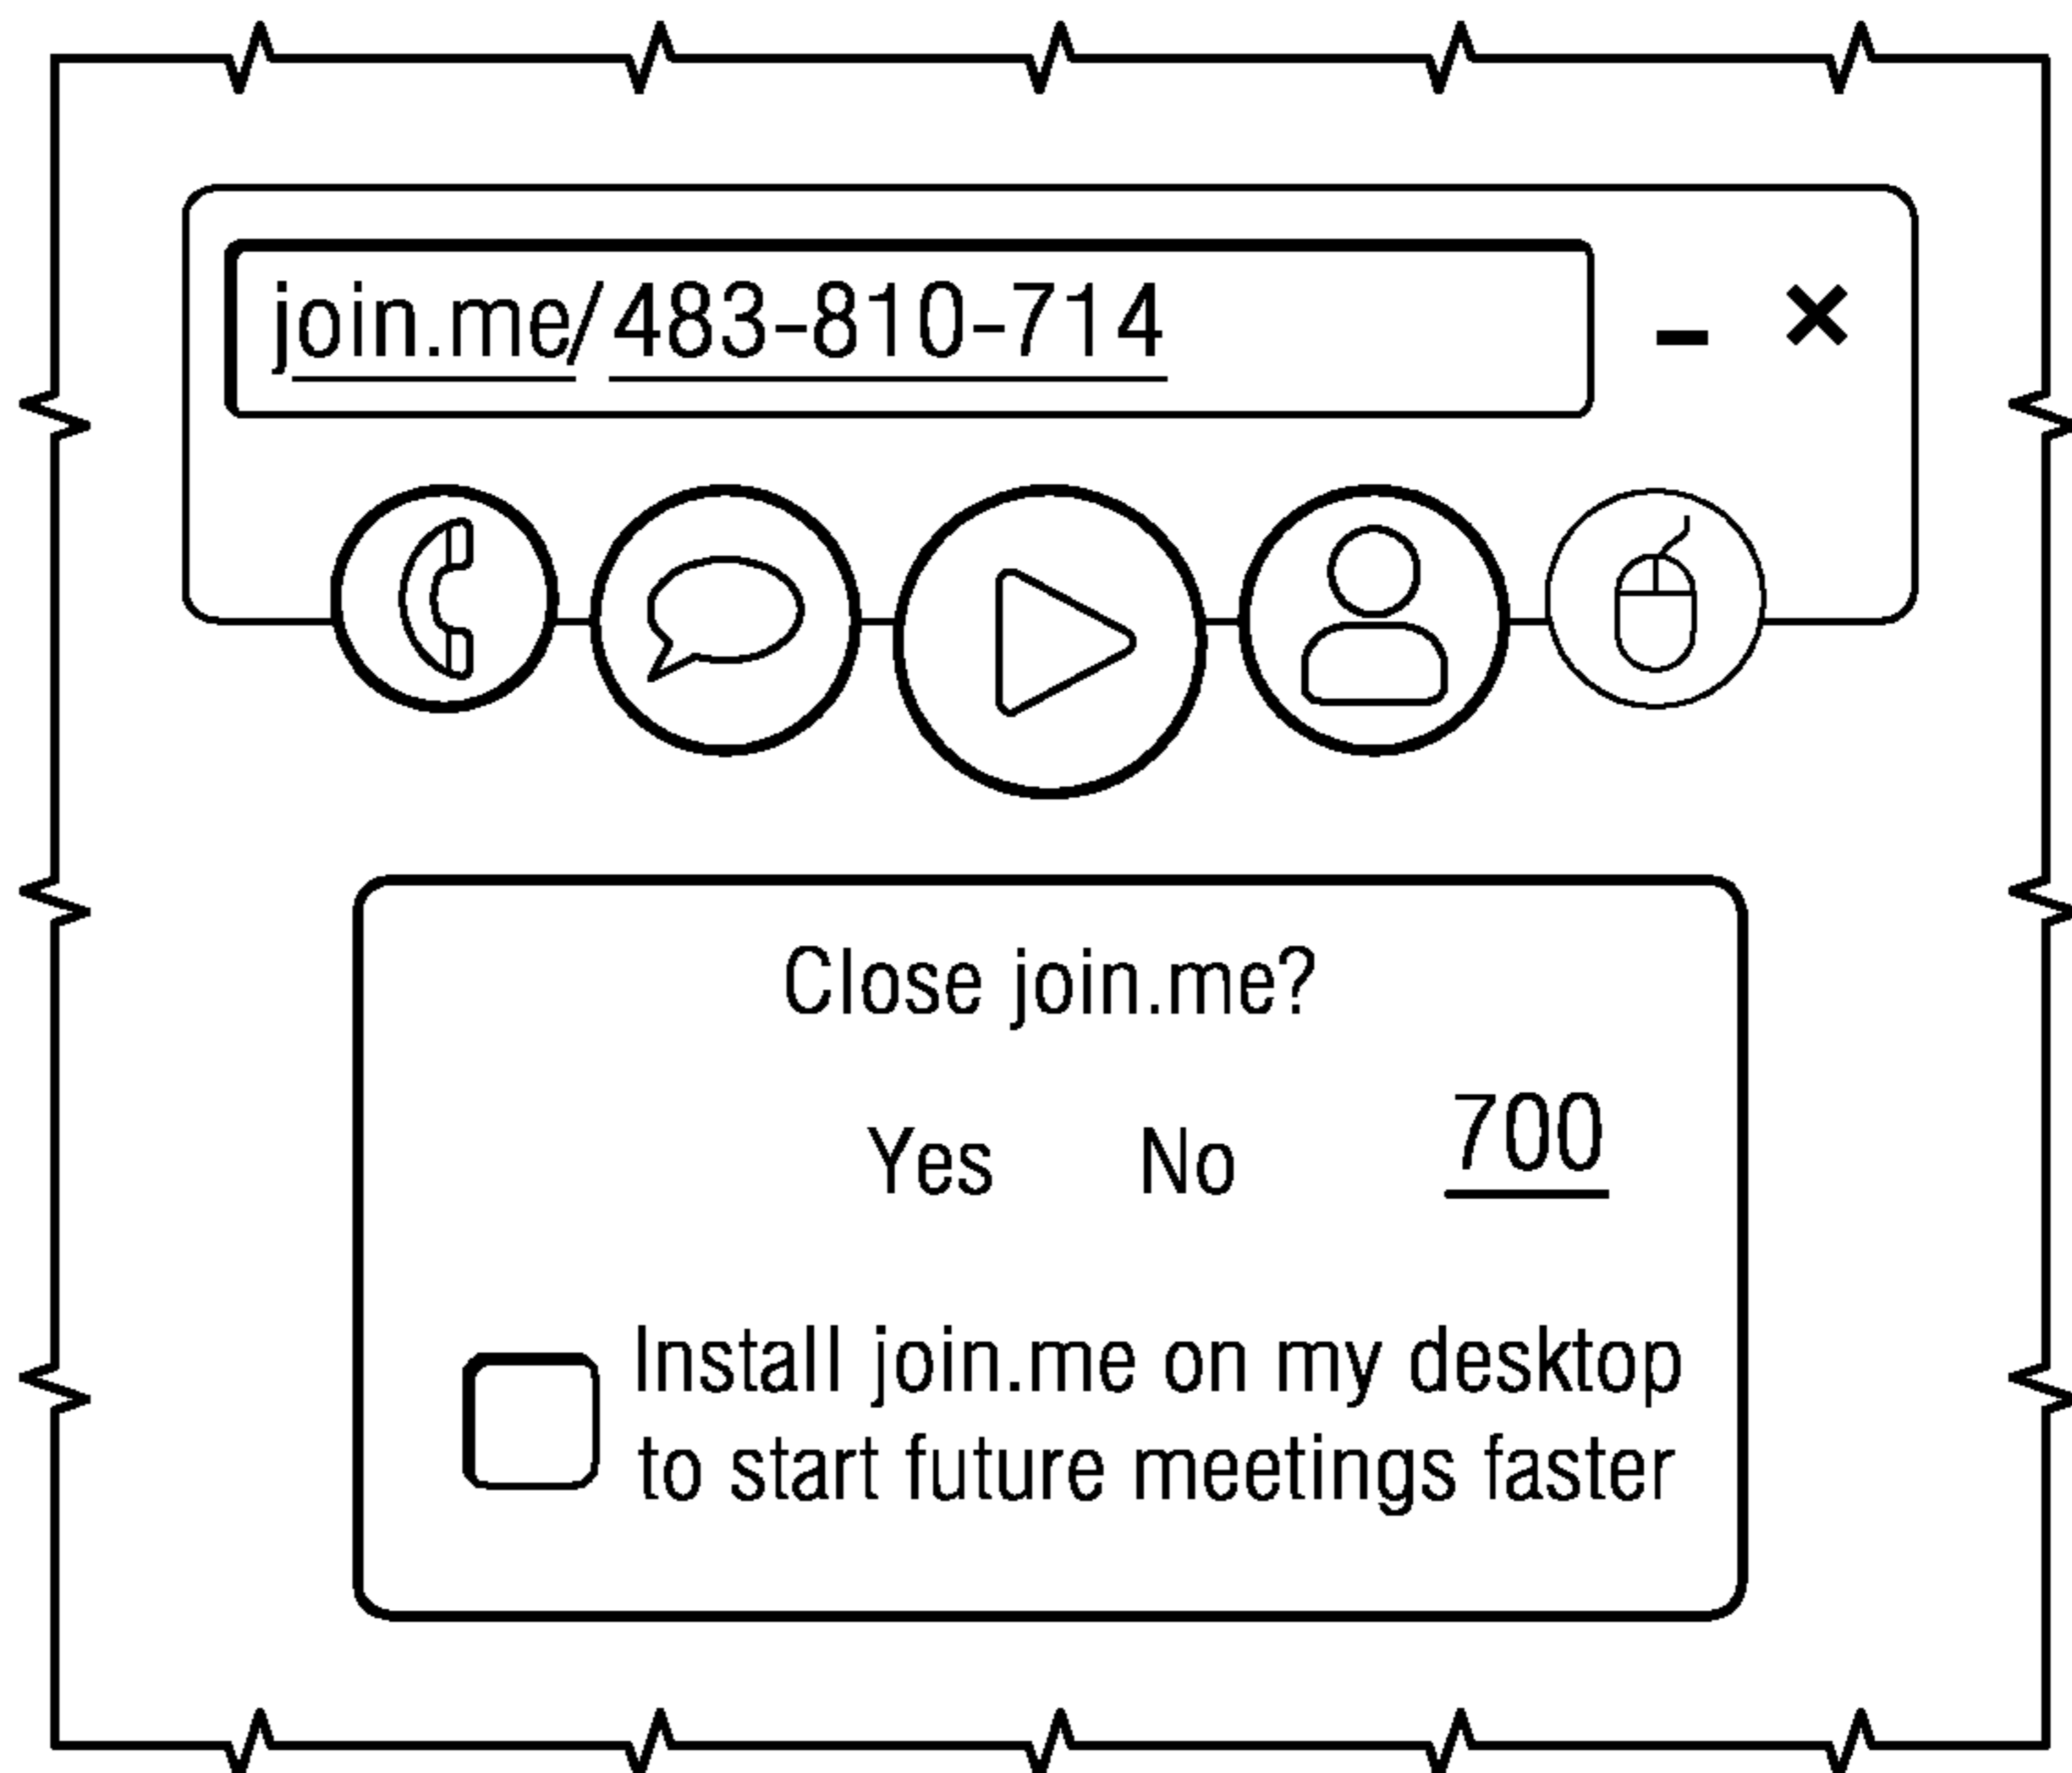 join.me/483-810-714
Close join.me?
Yes No 700
Install join.me on my desktop
to start future meetings faster